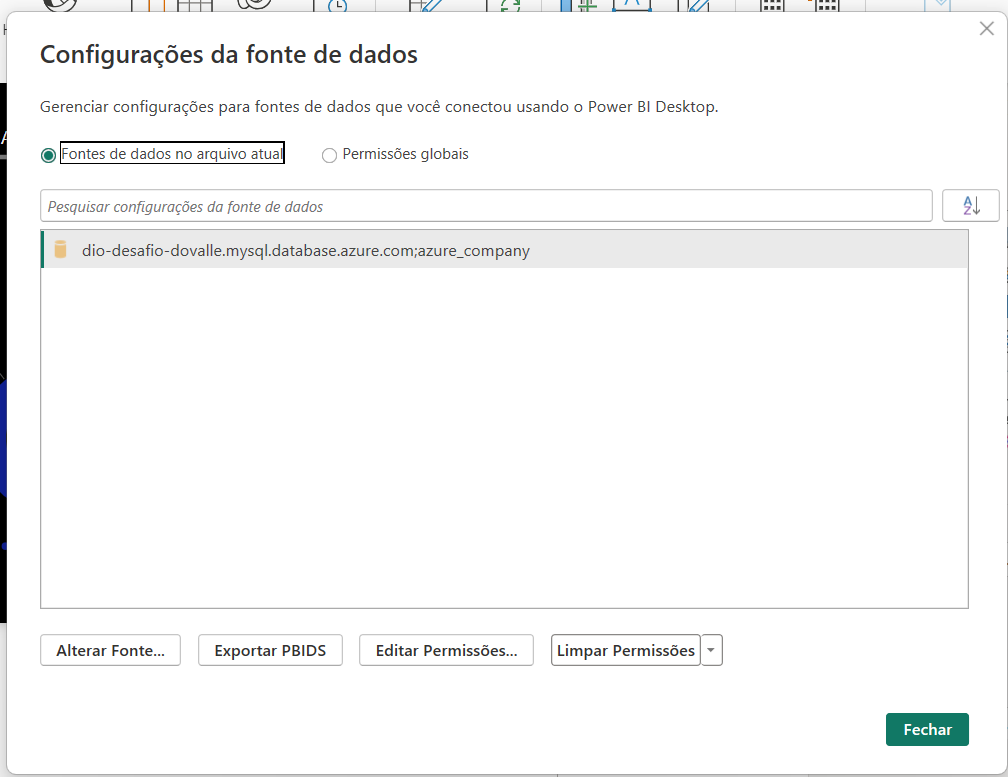 Configurações da fonte de dados
Gerenciar configurações para fontes de dados que você conectou usando o Power BI Desktop.
Fontes de dados no arquivo atual
Permissões globais
Pesquisar configurações da fonte de dados
A
Z
dio-desafio-dovalle.mysql.database.azure.com;azure_company
Alterar Fonte...
Exportar PBIDS
Editar Permissões...
Limpar Permissões
Fechar